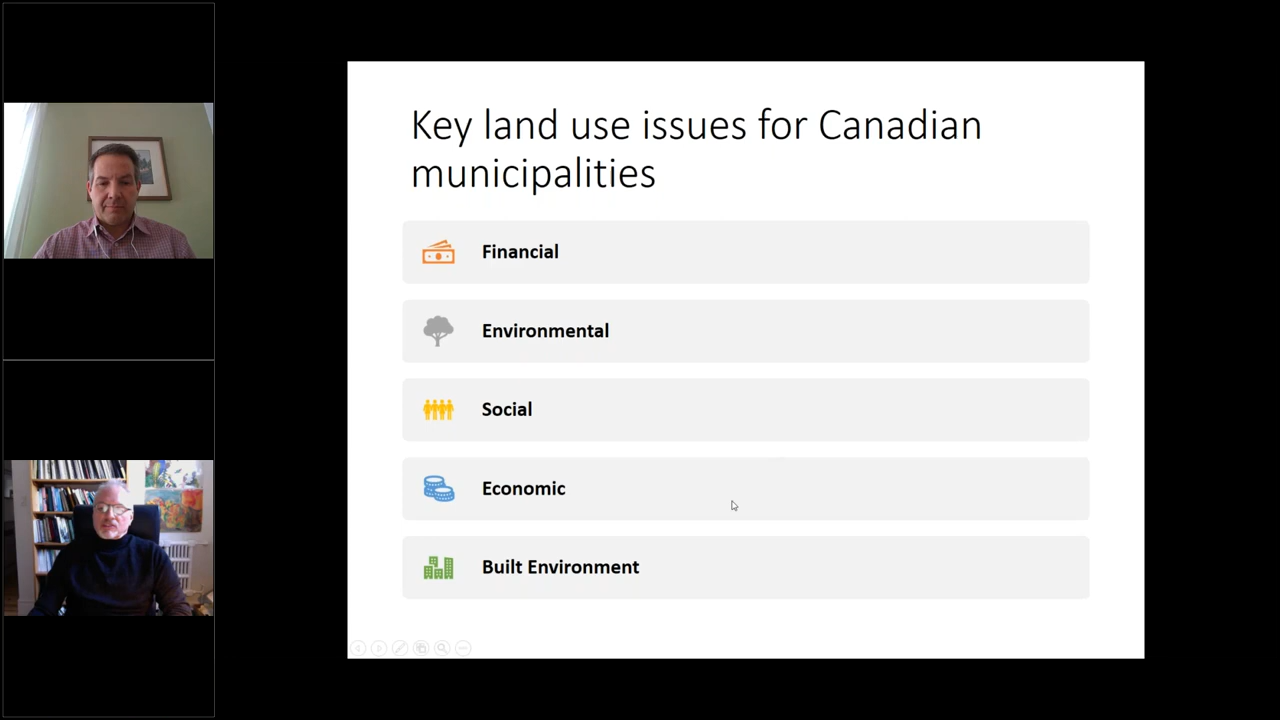 Key land use issues for Canadian
municipalities
Financial
Environmental
Social
Economic
Built Environment